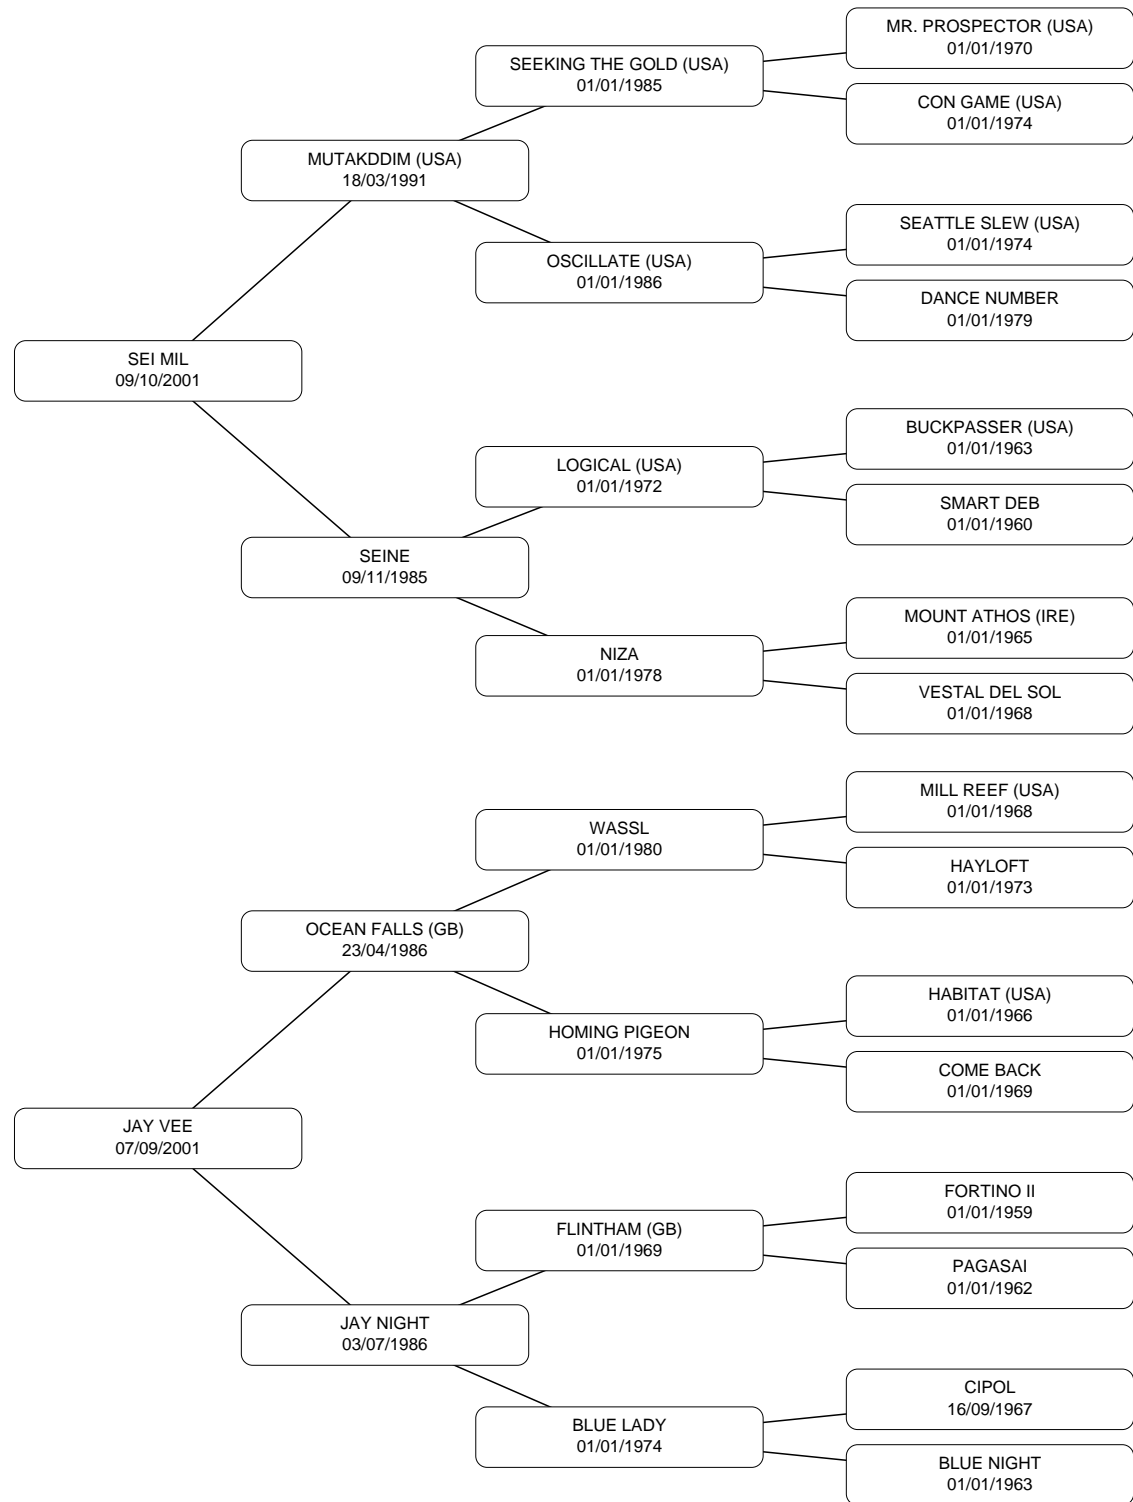 MR. PROSPECTOR (USA)
01/01/1970
SEEKING THE GOLD (USA)
01/01/1985
CON GAME (USA)
01/01/1974
MUTAKDDIM (USA)
18/03/1991
SEATTLE SLEW (USA)
01/01/1974
OSCILLATE (USA)
01/01/1986
DANCE NUMBER
01/01/1979
SEI MIL
09/10/2001
BUCKPASSER (USA)
01/01/1963
LOGICAL (USA)
01/01/1972
SMART DEB
01/01/1960
SEINE
09/11/1985
MOUNT ATHOS (IRE)
01/01/1965
NIZA
01/01/1978
VESTAL DEL SOL
01/01/1968
MILL REEF (USA)
01/01/1968
WASSL
01/01/1980
HAYLOFT
01/01/1973
OCEAN FALLS (GB)
23/04/1986
HABITAT (USA)
01/01/1966
HOMING PIGEON
01/01/1975
COME BACK
01/01/1969
JAY VEE
07/09/2001
FORTINO II
01/01/1959
FLINTHAM (GB)
01/01/1969
PAGASAI
01/01/1962
JAY NIGHT
03/07/1986
CIPOL
16/09/1967
BLUE LADY
01/01/1974
BLUE NIGHT
01/01/1963